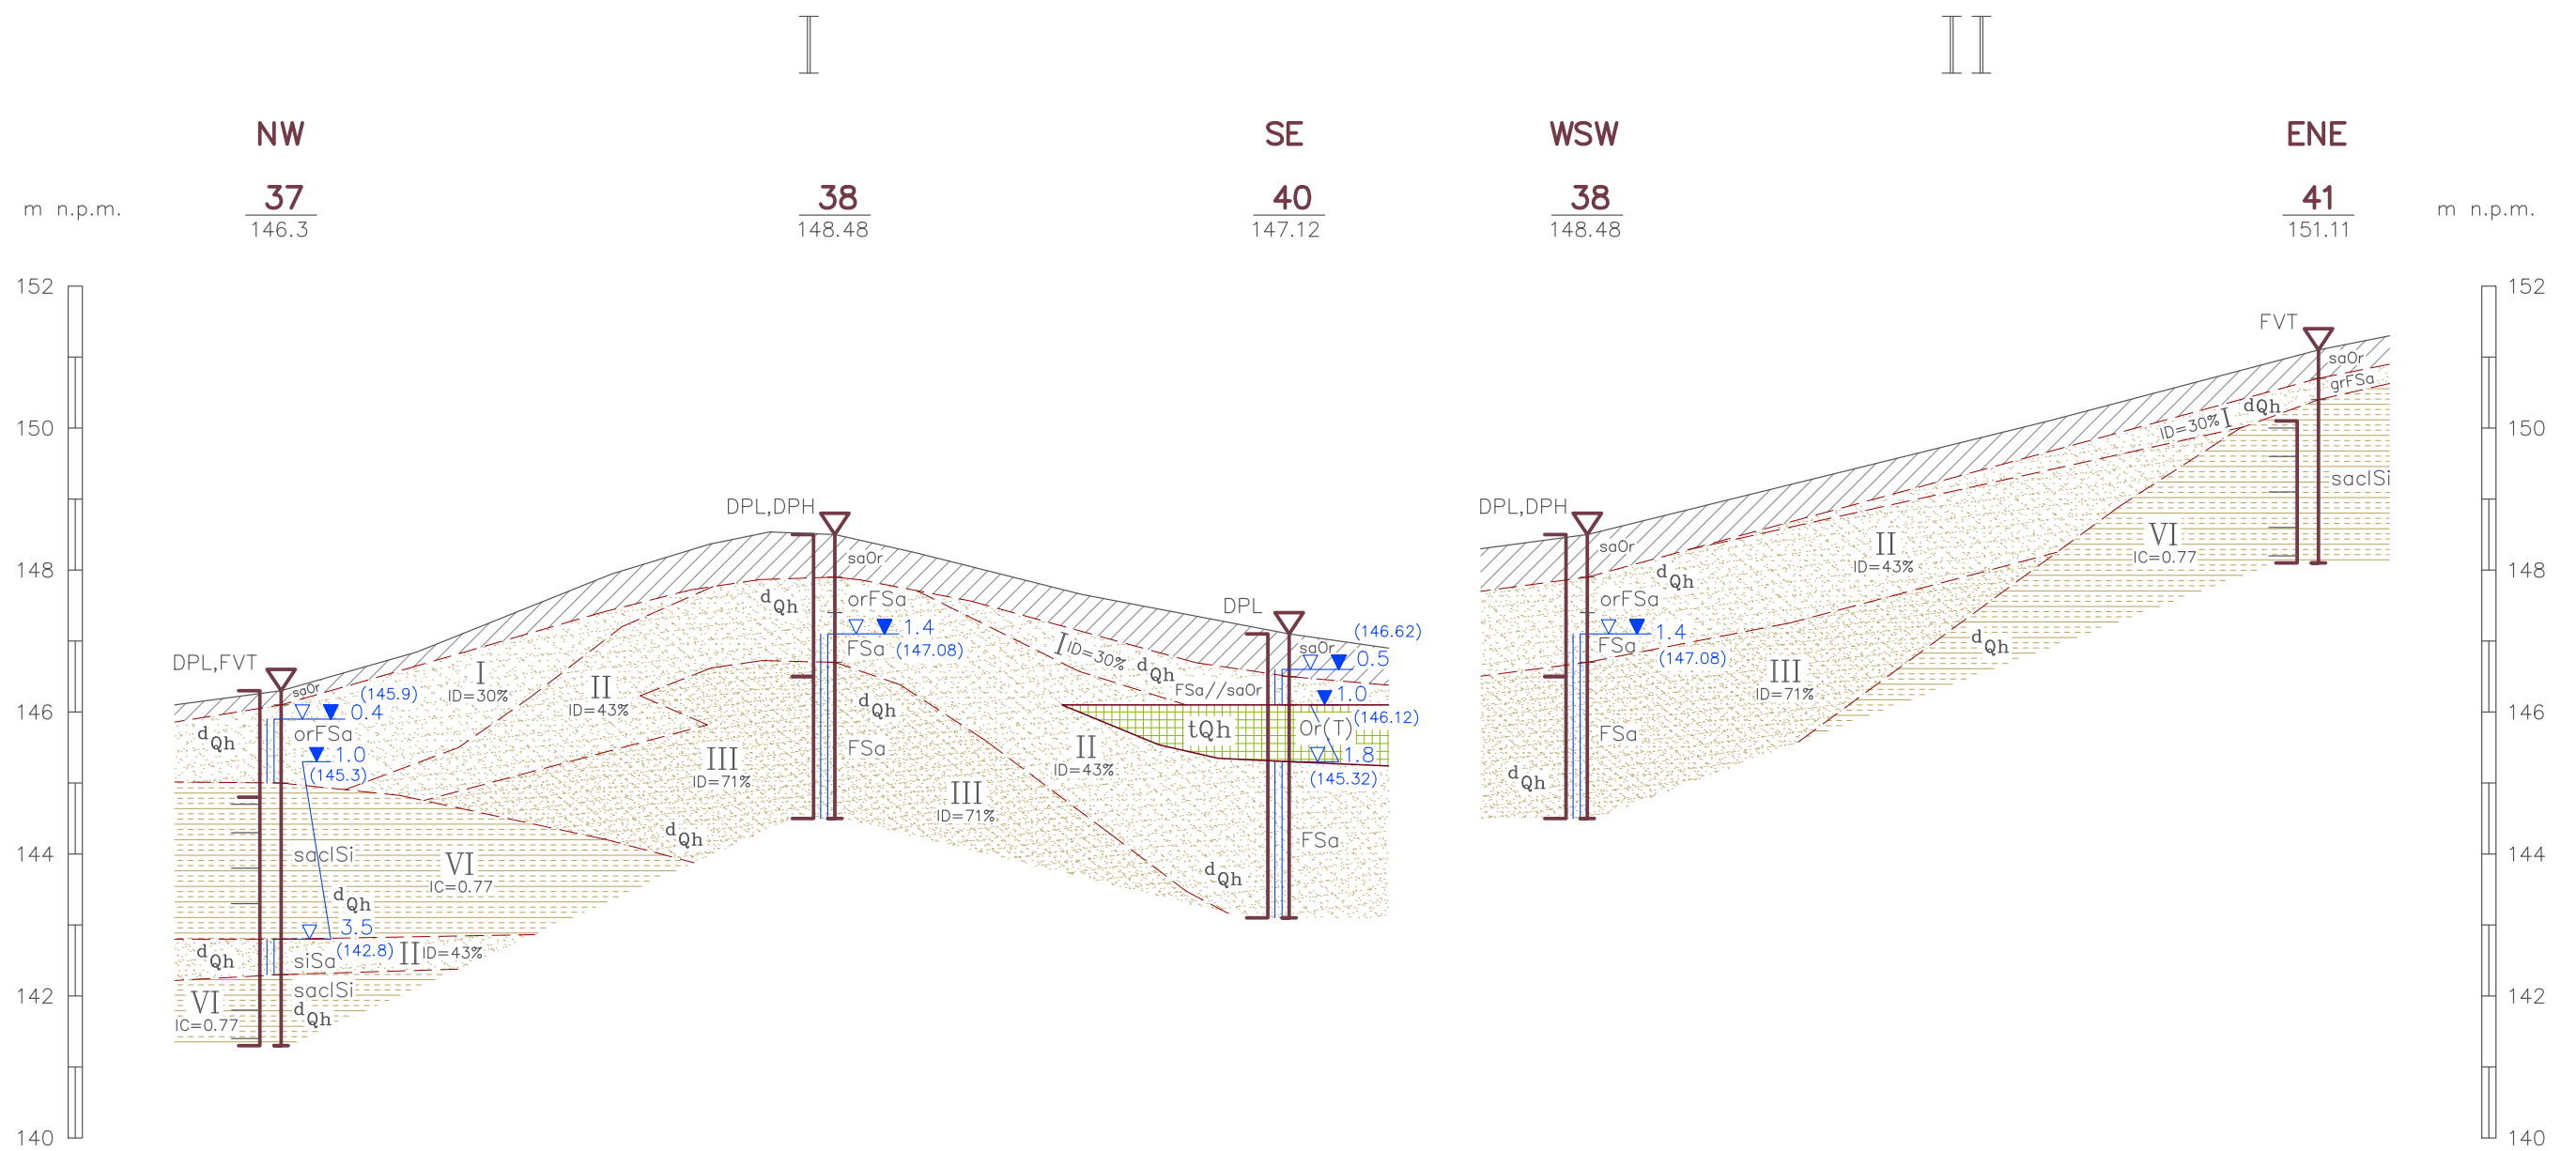 I
II
NW
SE
WSW
ENE
m n.p.m.
37
146.3
38
148.48
40
147.12
38
148.48
41
151.11
m n.p.m.
152
150
148
146
144
142
140
DPL,FVT
saOr
(145.9)
0.4
dQh
orFSa
1.0
(145.3)
I
ID=30%
II
ID=43%
III
ID=71%
dQh
saclSi
VI
IC=0.77
dQh
3.5
(142.8)
dQh
siSa
II ID=43%
VI
IC=0.77
saclSi
dQh
DPL,DPH
saOr
dQh
orFSa
1.4
FSa
(147.08)
dQh
FSa
III
ID=71%
I ID=30%
dQh
II
ID=43%
dQh
DPL
(146.62)
saOr
0.5
FSa//saOr
1.0
(146.12)
tQh
Or(T)
1.8
(145.32)
FSa
DPL,DPH
saOr
dQh
orFSa
1.4
FSa
(147.08)
FSa
dQh
II
ID=43%
III
ID=71%
dQh
FVT
saOr
grFSa
dQh
ID=30% I
saclSi
VI
IC=0.77
152
150
148
146
144
142
140